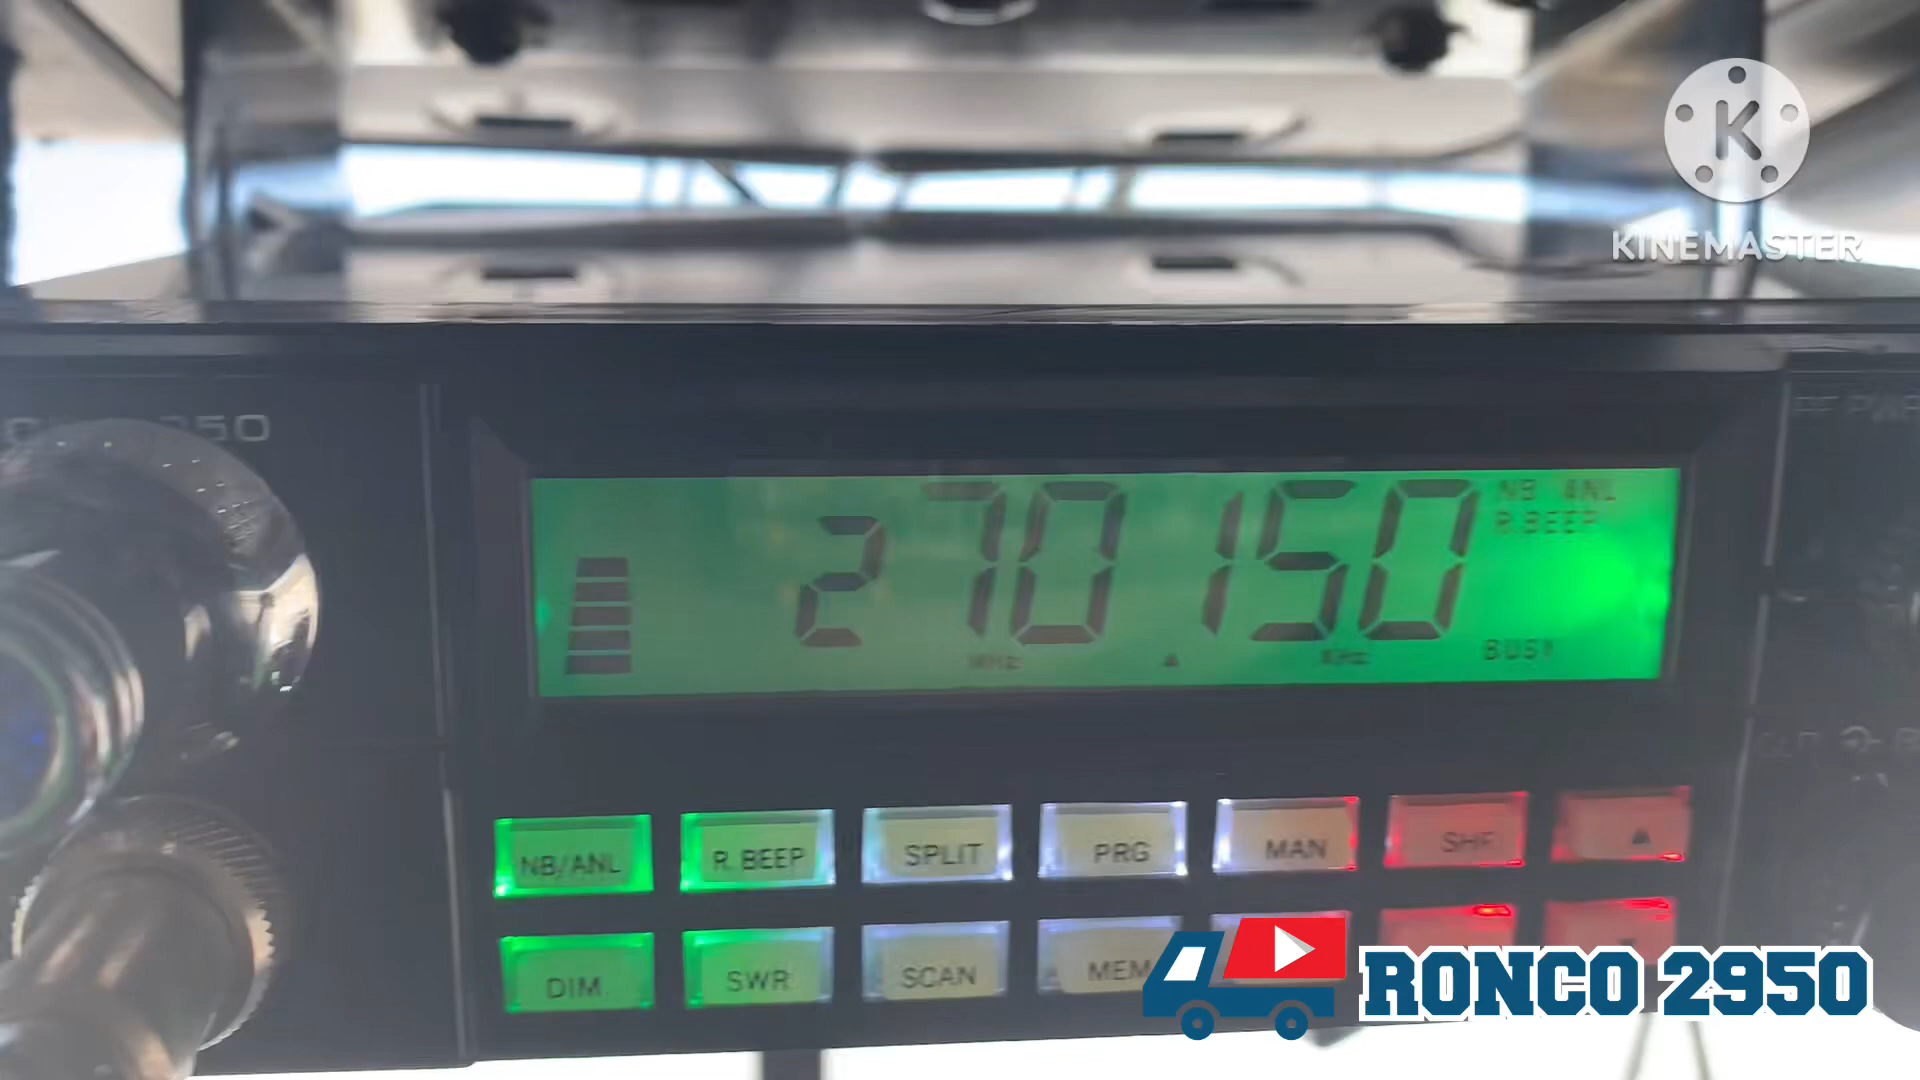 KINEMASTER
50
NB ANL
R.BEEP
270150
MHz
▲
KHz
BUSY
NB/ANL
R. BEEP
SPLIT
PRG
MAN
SHF
▲
DIM
SWR
SCAN
MEM
RONCO 2950